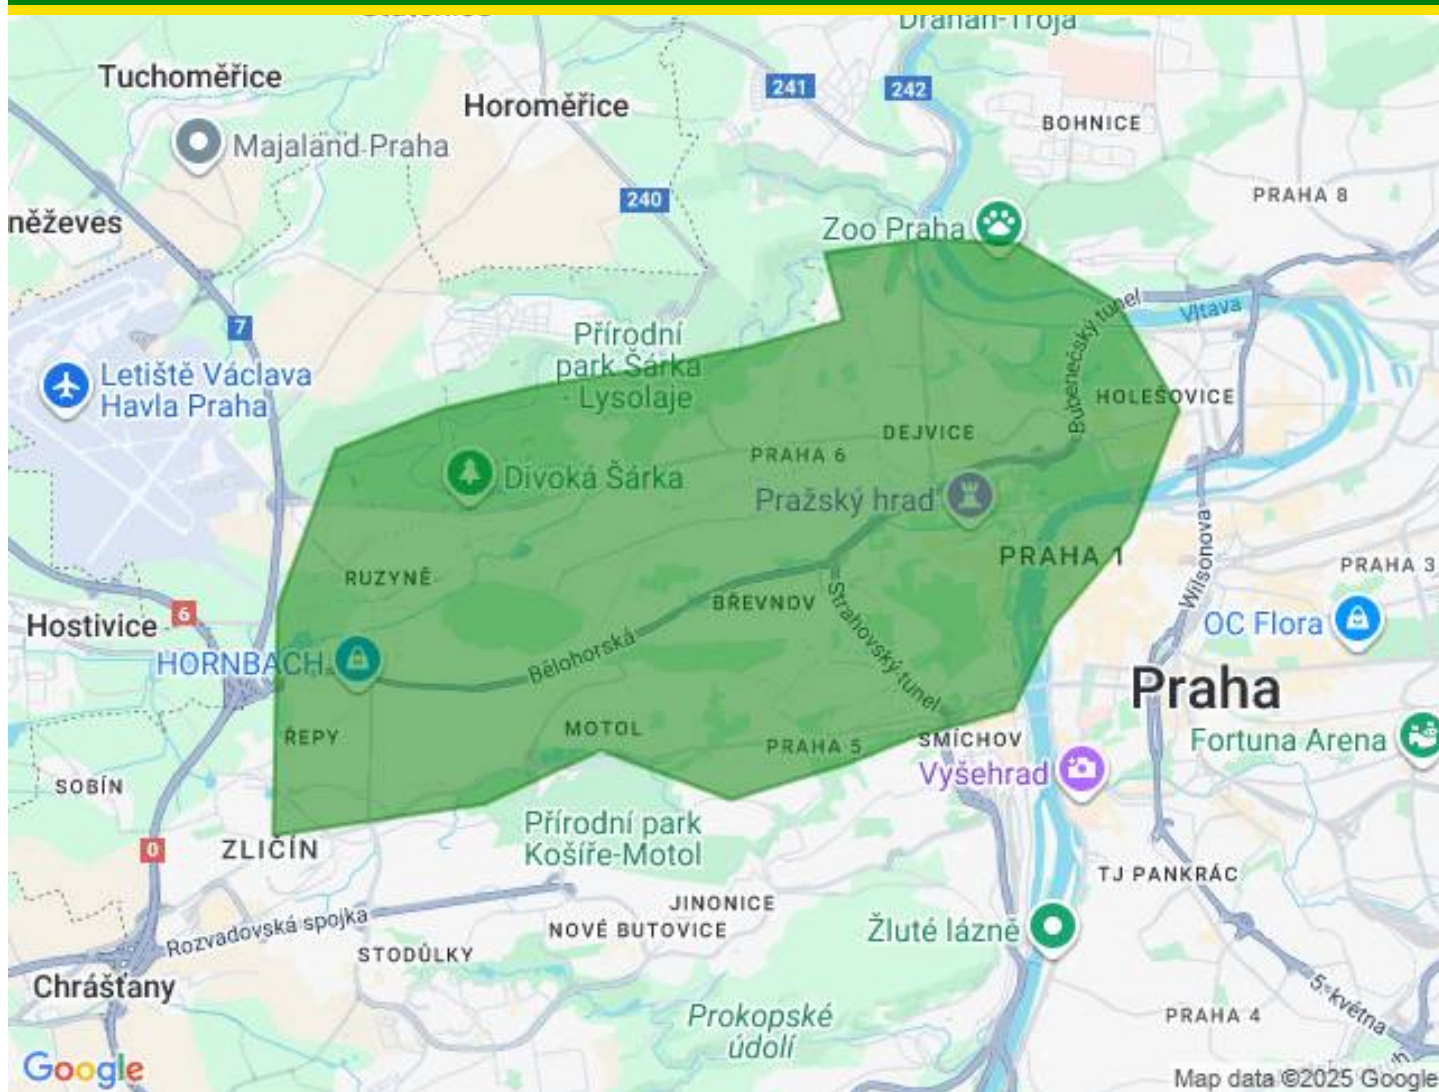 Drahaň-Troja
Tuchoměřice
Horoměřice
241
242
BOHNICE
Majaland Praha
PRAHA 8
240
něževes
Zoo Praha
7
Přírodní
park Šárka
- Lysolaje
Vltava
Bubenečský tunel
Letiště Václava
Havla Praha
HOLEŠOVICE
DEJVICE
PRAHA 6
Divoká Šárka
Pražský hrad
PRAHA 1
Wilsonova
PRAHA 3
RUZYNĚ
BŘEVNOV
Strahovský tunel
Hostivice
6
OC Flora
HORNBACH
Bělohorská
Praha
ŘEPY
MOTOL
PRAHA 5
SMÍCHOV
Fortuna Arena
Vyšehrad
SOBÍN
Přírodní park
Košíře-Motol
0
ZLIČÍN
TJ PANKRÁC
JINONICE
Rozvadovská spojka
NOVÉ BUTOVICE
Žluté lázně
STODŮLKY
Chrášťany
5. května
Prokopské
údolí
PRAHA 4
Google
Map data ©2025 Google